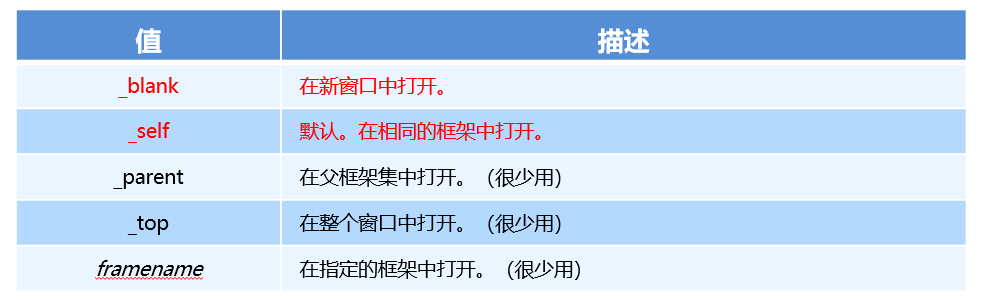 值 描述
_blank 在新窗口中打开。
_self 默认。在相同的框架中打开。
_parent 在父框架集中打开。（很少用）
_top 在整个窗口中打开。（很少用）
framename 在指定的框架中打开。（很少用）